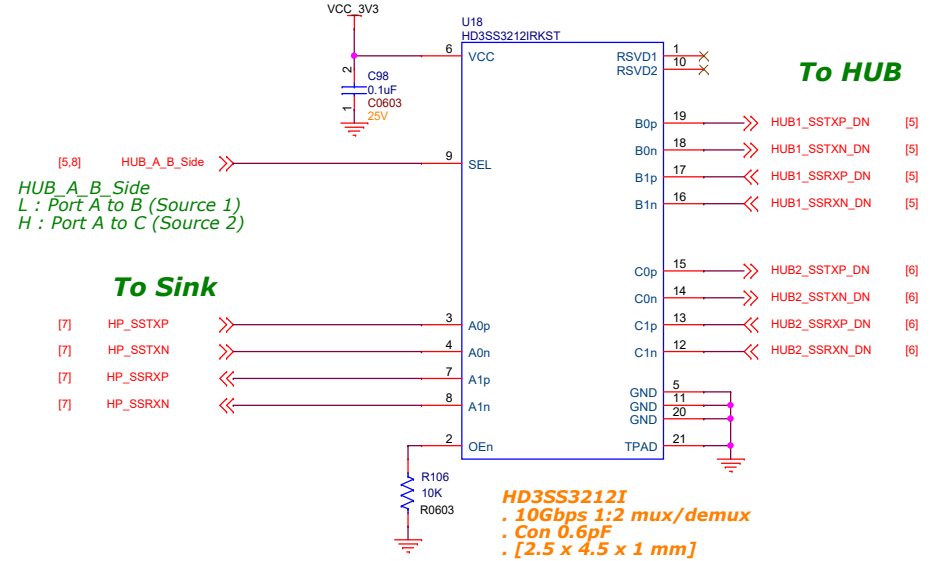 VCC_3V3
U18
HD3SS3212IRKST
6
VCC
RSVD1
1
RSVD2
10
To HUB
2
C98
0.1uF
C0603
25V
1
B0p
19
HUB1_SSTXP_DN
[5]
B0n
18
HUB1_SSTXN_DN
[5]
[5,8]
HUB_A_B_Side
9
SEL
B1p
17
HUB1_SSRXP_DN
[5]
HUB_A_B_Side
L : Port A to B (Source 1)
H : Port A to C (Source 2)
B1n
16
HUB1_SSRXN_DN
[5]
C0p
15
HUB2_SSTXP_DN
[6]
To Sink
C0n
14
HUB2_SSTXN_DN
[6]
[7]
HP_SSTXP
3
A0p
C1p
13
HUB2_SSRXP_DN
[6]
[7]
HP_SSTXN
4
A0n
C1n
12
HUB2_SSRXN_DN
[6]
[7]
HP_SSRXP
7
A1p
GND
5
[7]
HP_SSRXN
8
A1n
GND
11
GND
20
2
OEn
TPAD
21
R106
10K
R0603
HD3SS3212I
. 10Gbps 1:2 mux/demux
. Con 0.6pF
. [2.5 x 4.5 x 1 mm]